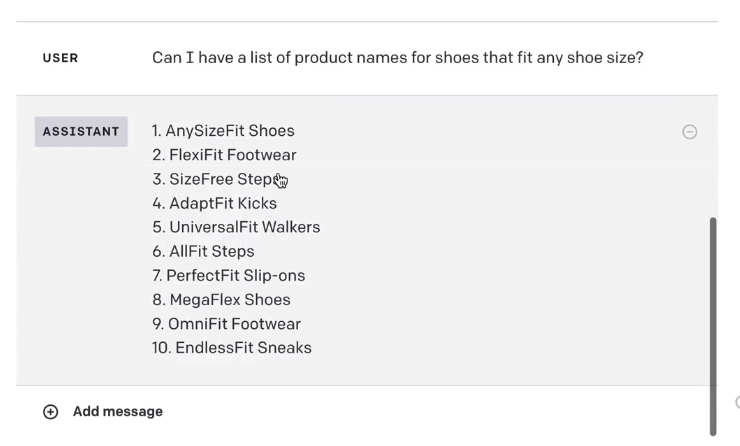 USER
Can I have a list of product names for shoes that fit any shoe size?
ASSISTANT
1. AnySizeFit Shoes
2. FlexiFit Footwear
3. SizeFree Steps
4. AdaptFit Kicks
5. UniversalFit Walkers
6. AllFit Steps
7. PerfectFit Slip-ons
8. MegaFlex Shoes
9. OmniFit Footwear
10. EndlessFit Sneaks
Add message